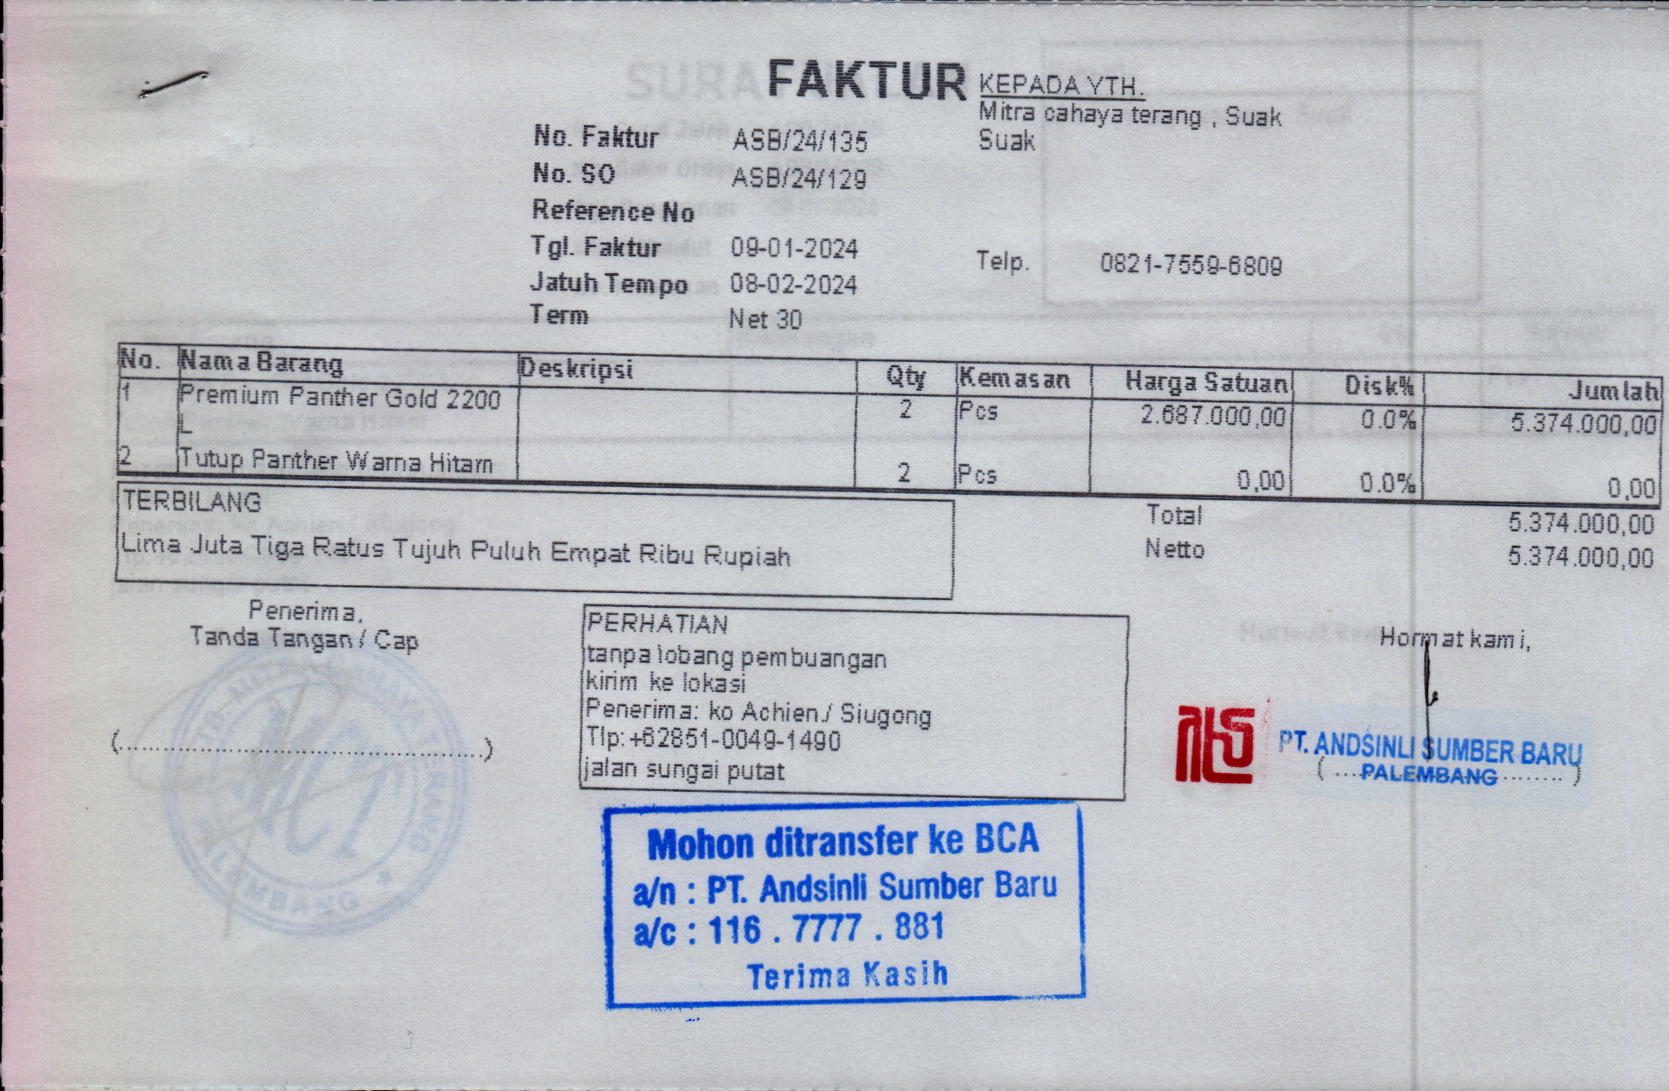 FAKTUR
KEPADA YTH.
Mitra cahaya terang , Suak
Suak
No. Faktur ASB/24/135
No. SO ASB/24/129
Reference No
Tgl. Faktur 09-01-2024
Jatuh Tempo 08-02-2024
Term Net 30
Telp. 0821-7559-6809
No. Nama Barang Deskripsi Qty Kemasan Harga Satuan Disk% Jumlah
1 Premium Panther Gold 2200 L 2 Pcs 2.687.000,00 0.0% 5.374.000,00
2 Tutup Panther Warna Hitam 2 Pcs 0,00 0.0% 0,00
TERBILANG
Lima Juta Tiga Ratus Tujuh Puluh Empat Ribu Rupiah
Total 5.374.000,00
Netto 5.374.000,00
Penerima,
Tanda Tangan / Cap
(................................................)
MITRA CAHAYA TERANG
MCT
PALEMBANG
PERHATIAN
tanpa lobang pembuangan
kirim ke lokasi
Penerima: ko Achien/ Siugong
Tlp:+62851-0049-1490
jalan sungai putat
Hormat kami,
PT. ANDSINLI SUMBER BARU
PALEMBANG
Mohon ditransfer ke BCA
a/n : PT. Andsinli Sumber Baru
a/c : 116 . 7777 . 881
Terima Kasih